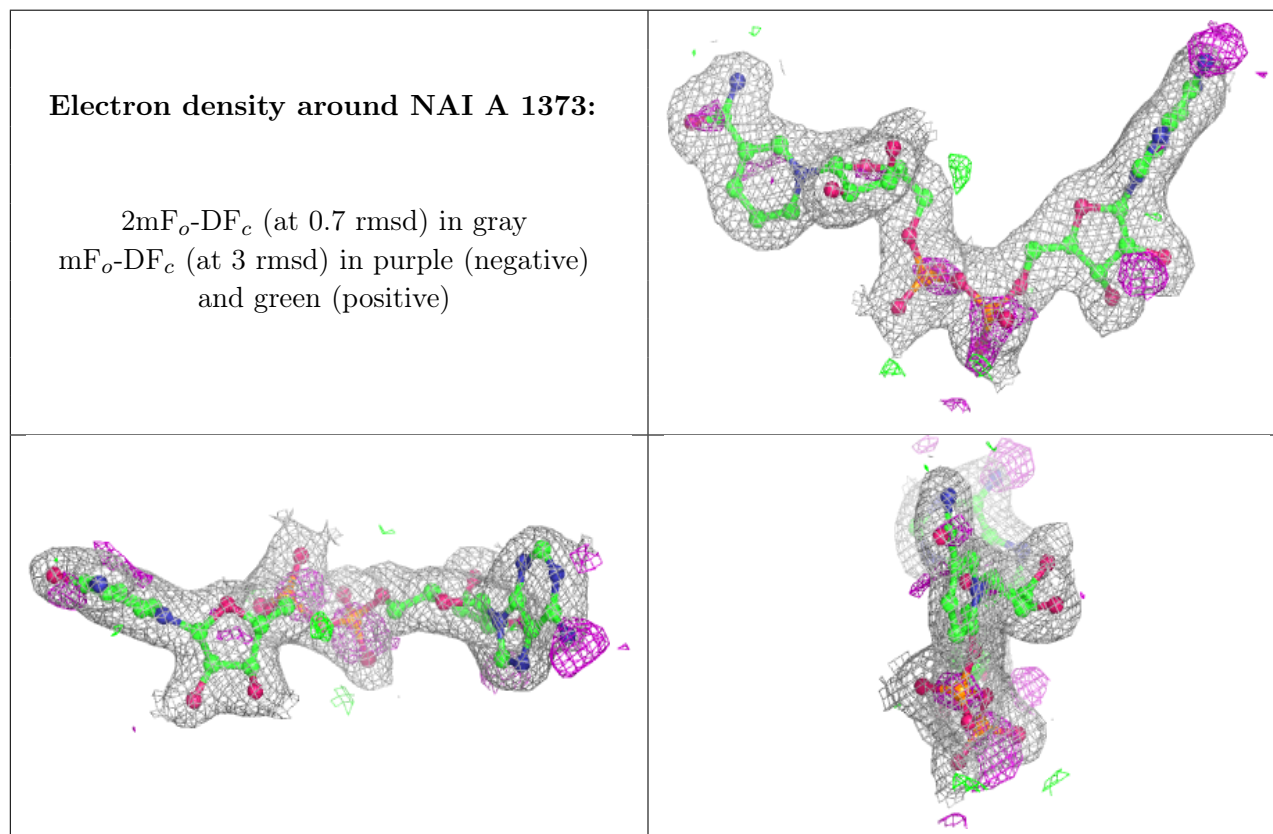 Electron density around NAI A 1373:
2mFo-DFc (at 0.7 rmsd) in gray
mFo-DFc (at 3 rmsd) in purple (negative)
and green (positive)